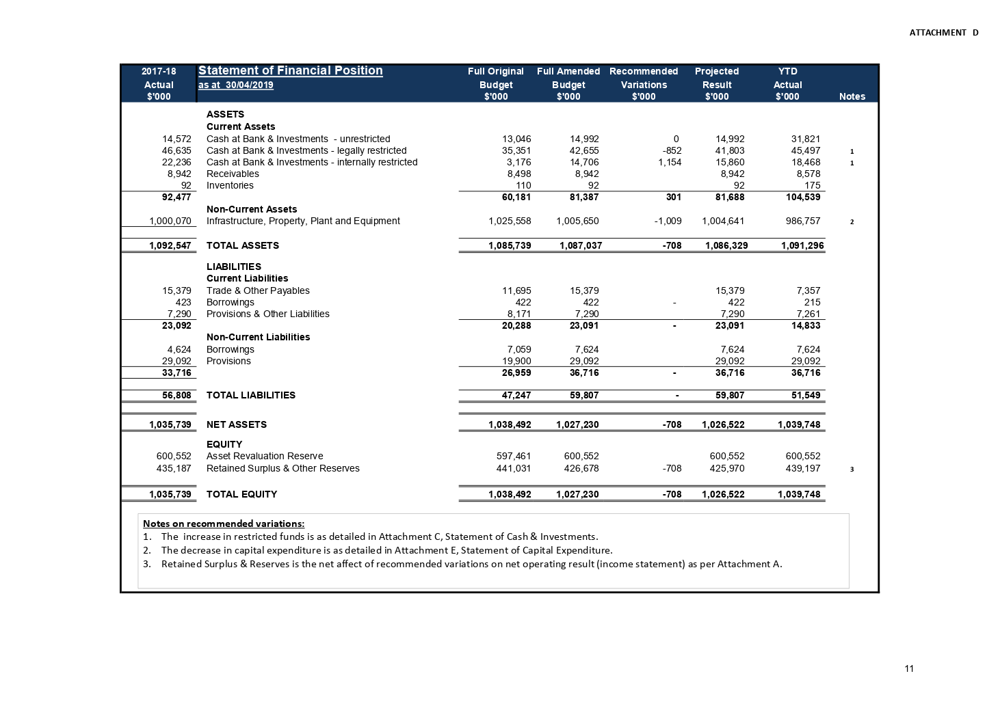 ATTACHMENT D
2017-18 Statement of Financial Position Full Original Full Amended Recommended Projected YTD
Actual as at 30/04/2019 Budget Budget Variations Result Actual
$'000 $'000 $'000 $'000 $'000 $'000 Notes
ASSETS
Current Assets
14,572 Cash at Bank & Investments - unrestricted 13,046 14,992 0 14,992 31,821
46,635 Cash at Bank & Investments - legally restricted 35,351 42,655 -852 41,803 45,497 1
22,236 Cash at Bank & Investments - internally restricted 3,176 14,706 1,154 15,860 18,468 1
8,942 Receivables 8,498 8,942 8,942 8,578
92 Inventories 110 92 92 175
92,477 60,181 81,387 301 81,688 104,539
Non-Current Assets
1,000,070 Infrastructure, Property, Plant and Equipment 1,025,558 1,005,650 -1,009 1,004,641 986,757 2
1,092,547 TOTAL ASSETS 1,085,739 1,087,037 -708 1,086,329 1,091,296
LIABILITIES
Current Liabilities
15,379 Trade & Other Payables 11,695 15,379 15,379 7,357
423 Borrowings 422 422 - 422 215
7,290 Provisions & Other Liabilities 8,171 7,290 7,290 7,261
23,092 20,288 23,091 - 23,091 14,833
Non-Current Liabilities
4,624 Borrowings 7,059 7,624 7,624 7,624
29,092 Provisions 19,900 29,092 29,092 29,092
33,716 26,959 36,716 - 36,716 36,716
56,808 TOTAL LIABILITIES 47,247 59,807 - 59,807 51,549
1,035,739 NET ASSETS 1,038,492 1,027,230 -708 1,026,522 1,039,748
EQUITY
600,552 Asset Revaluation Reserve 597,461 600,552 600,552 600,552
435,187 Retained Surplus & Other Reserves 441,031 426,678 -708 425,970 439,197 3
1,035,739 TOTAL EQUITY 1,038,492 1,027,230 -708 1,026,522 1,039,748
Notes on recommended variations:
1. The increase in restricted funds is as detailed in Attachment C, Statement of Cash & Investments.
2. The decrease in capital expenditure is as detailed in Attachment E, Statement of Capital Expenditure.
3. Retained Surplus & Reserves is the net affect of recommended variations on net operating result (income statement) as per Attachment A.
11